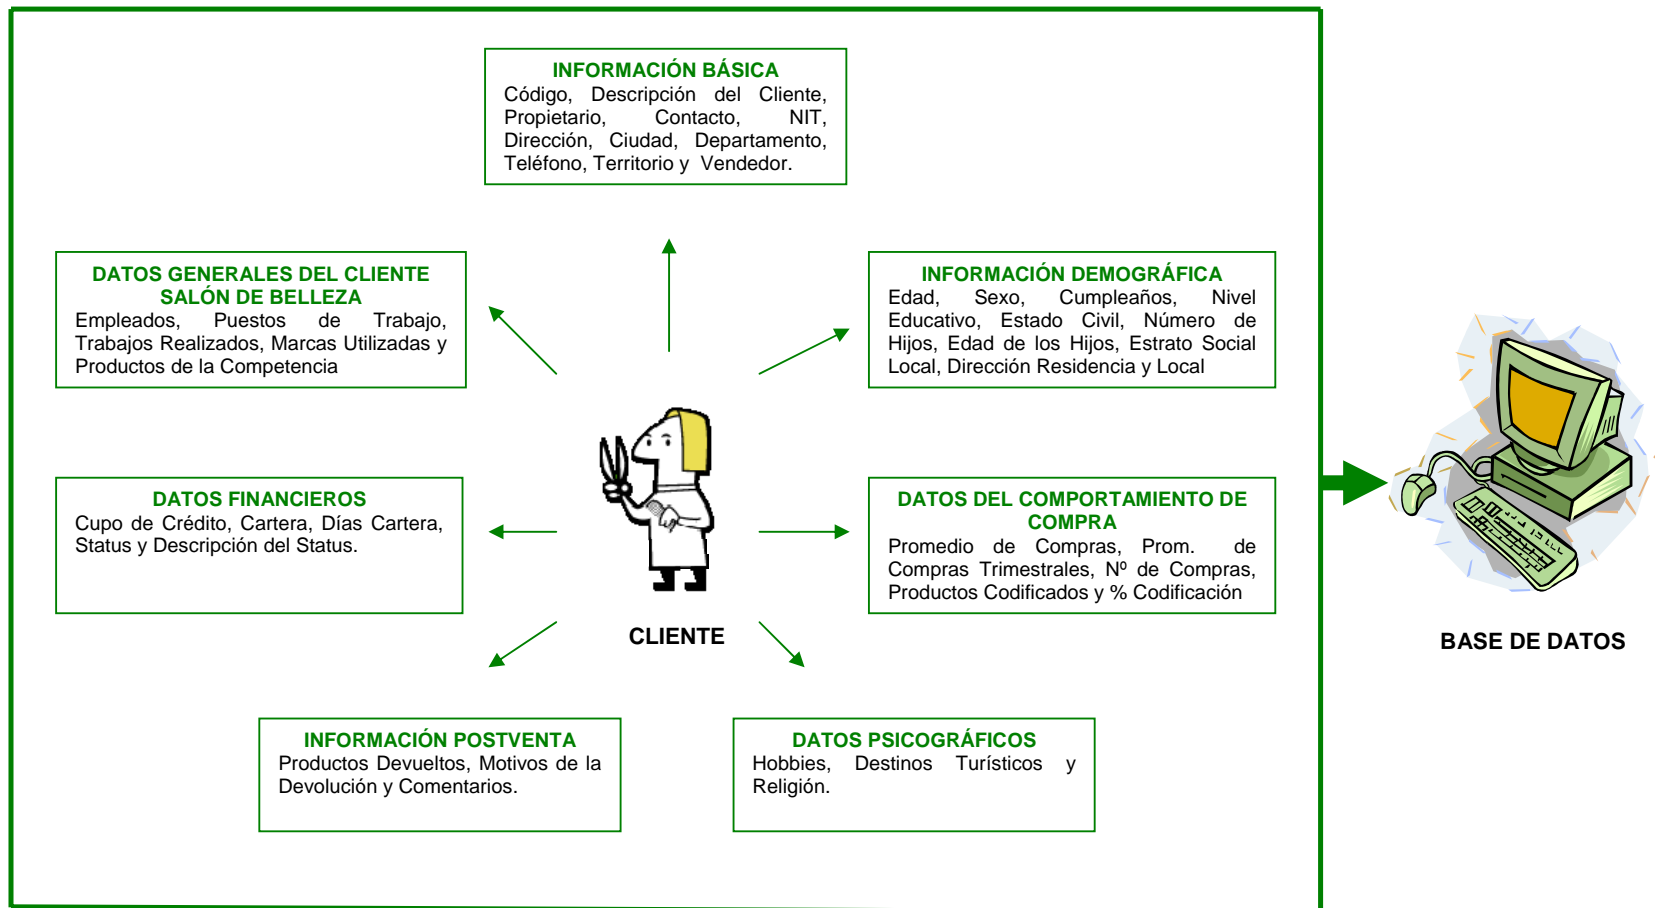 INFORMACIÓN BÁSICA
Código, Descripción del Cliente,
Propietario, Contacto, NIT,
Dirección, Ciudad, Departamento,
Teléfono, Territorio y Vendedor.
DATOS GENERALES DEL CLIENTE
SALÓN DE BELLEZA
Empleados, Puestos de Trabajo,
Trabajos Realizados, Marcas Utilizadas y
Productos de la Competencia
INFORMACIÓN DEMOGRÁFICA
Edad, Sexo, Cumpleaños, Nivel
Educativo, Estado Civil, Número de
Hijos, Edad de los Hijos, Estrato Social
Local, Dirección Residencia y Local
DATOS FINANCIEROS
Cupo de Crédito, Cartera, Días Cartera,
Status y Descripción del Status.
DATOS DEL COMPORTAMIENTO DE
COMPRA
Promedio de Compras, Prom. de
Compras Trimestrales, Nº de Compras,
Productos Codificados y % Codificación
CLIENTE
BASE DE DATOS
INFORMACIÓN POSTVENTA
Productos Devueltos, Motivos de la
Devolución y Comentarios.
DATOS PSICOGRÁFICOS
Hobbies, Destinos Turísticos y
Religión.